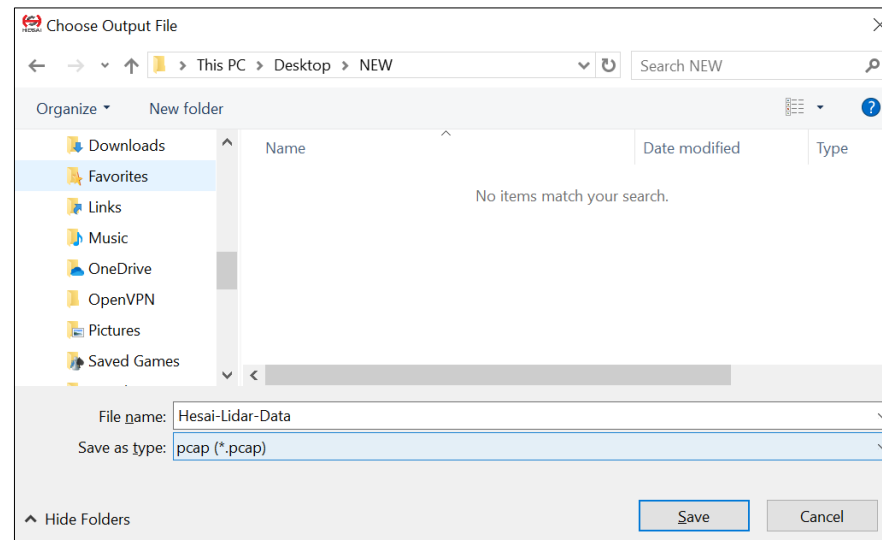 HESAI Choose Output File
This PC > Desktop > NEW
Search NEW
Organize
New folder
?
Name
Date modified
Type
No items match your search.
Downloads
Favorites
Links
Music
OneDrive
OpenVPN
Pictures
Saved Games
File name: Hesai-Lidar-Data
Save as type: pcap (*.pcap)
Hide Folders
Save
Cancel